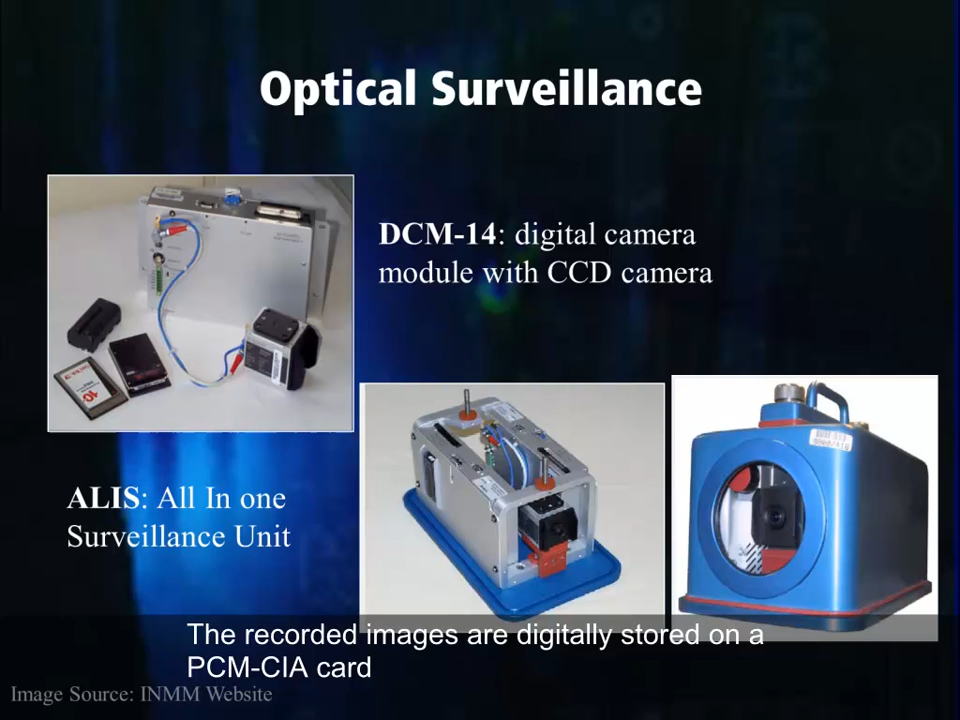 Optical Surveillance
DCM-14: digital camera
module with CCD camera
ALIS: All In one
Surveillance Unit
The recorded images are digitally stored on a
PCM-CIA card
Image Source: INMM Website